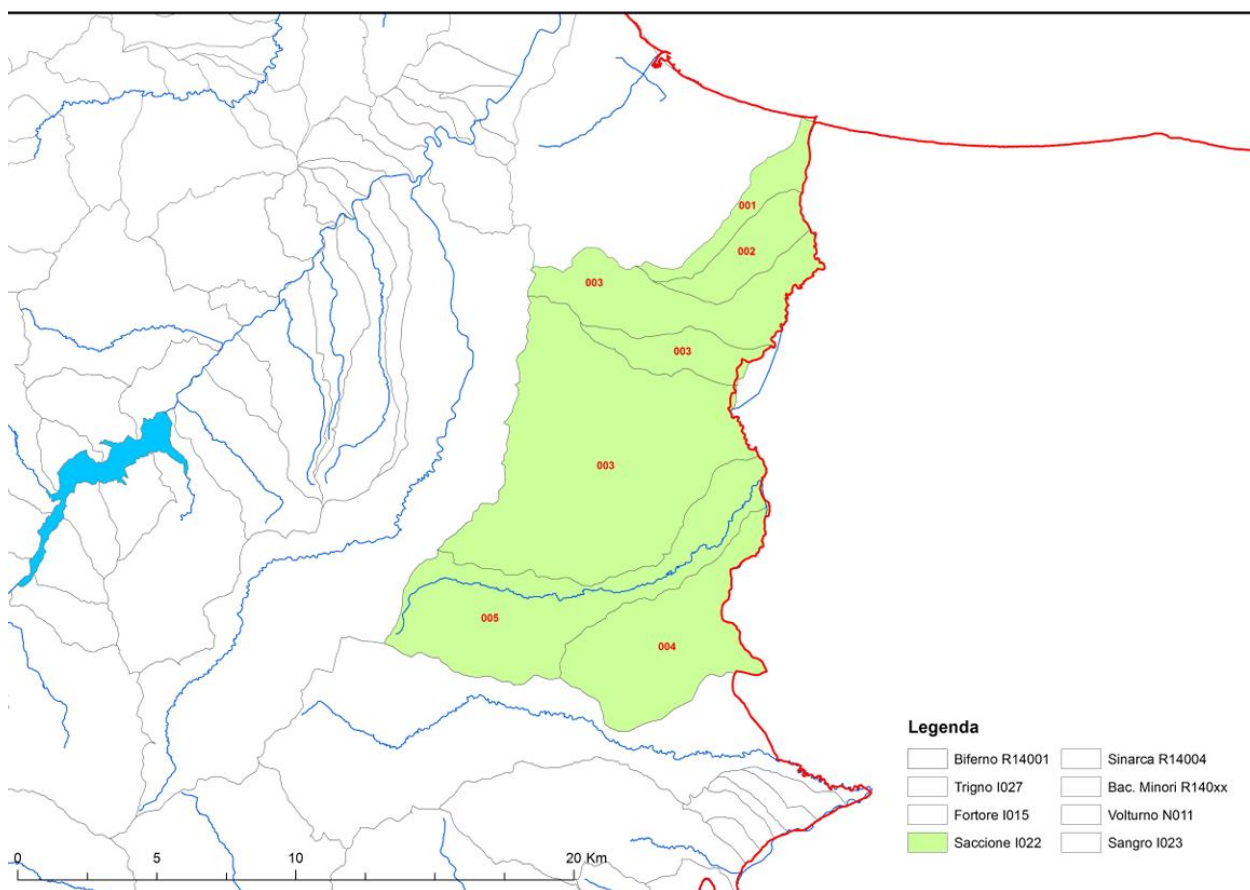 001
002
003
003
003
005
004
Legenda
Biferno R14001
Sinarca R14004
Trigno I027
Bac. Minori R140xx
Fortore I015
Volturno N011
Saccione I022
Sangro I023
0 5 10 20 Km